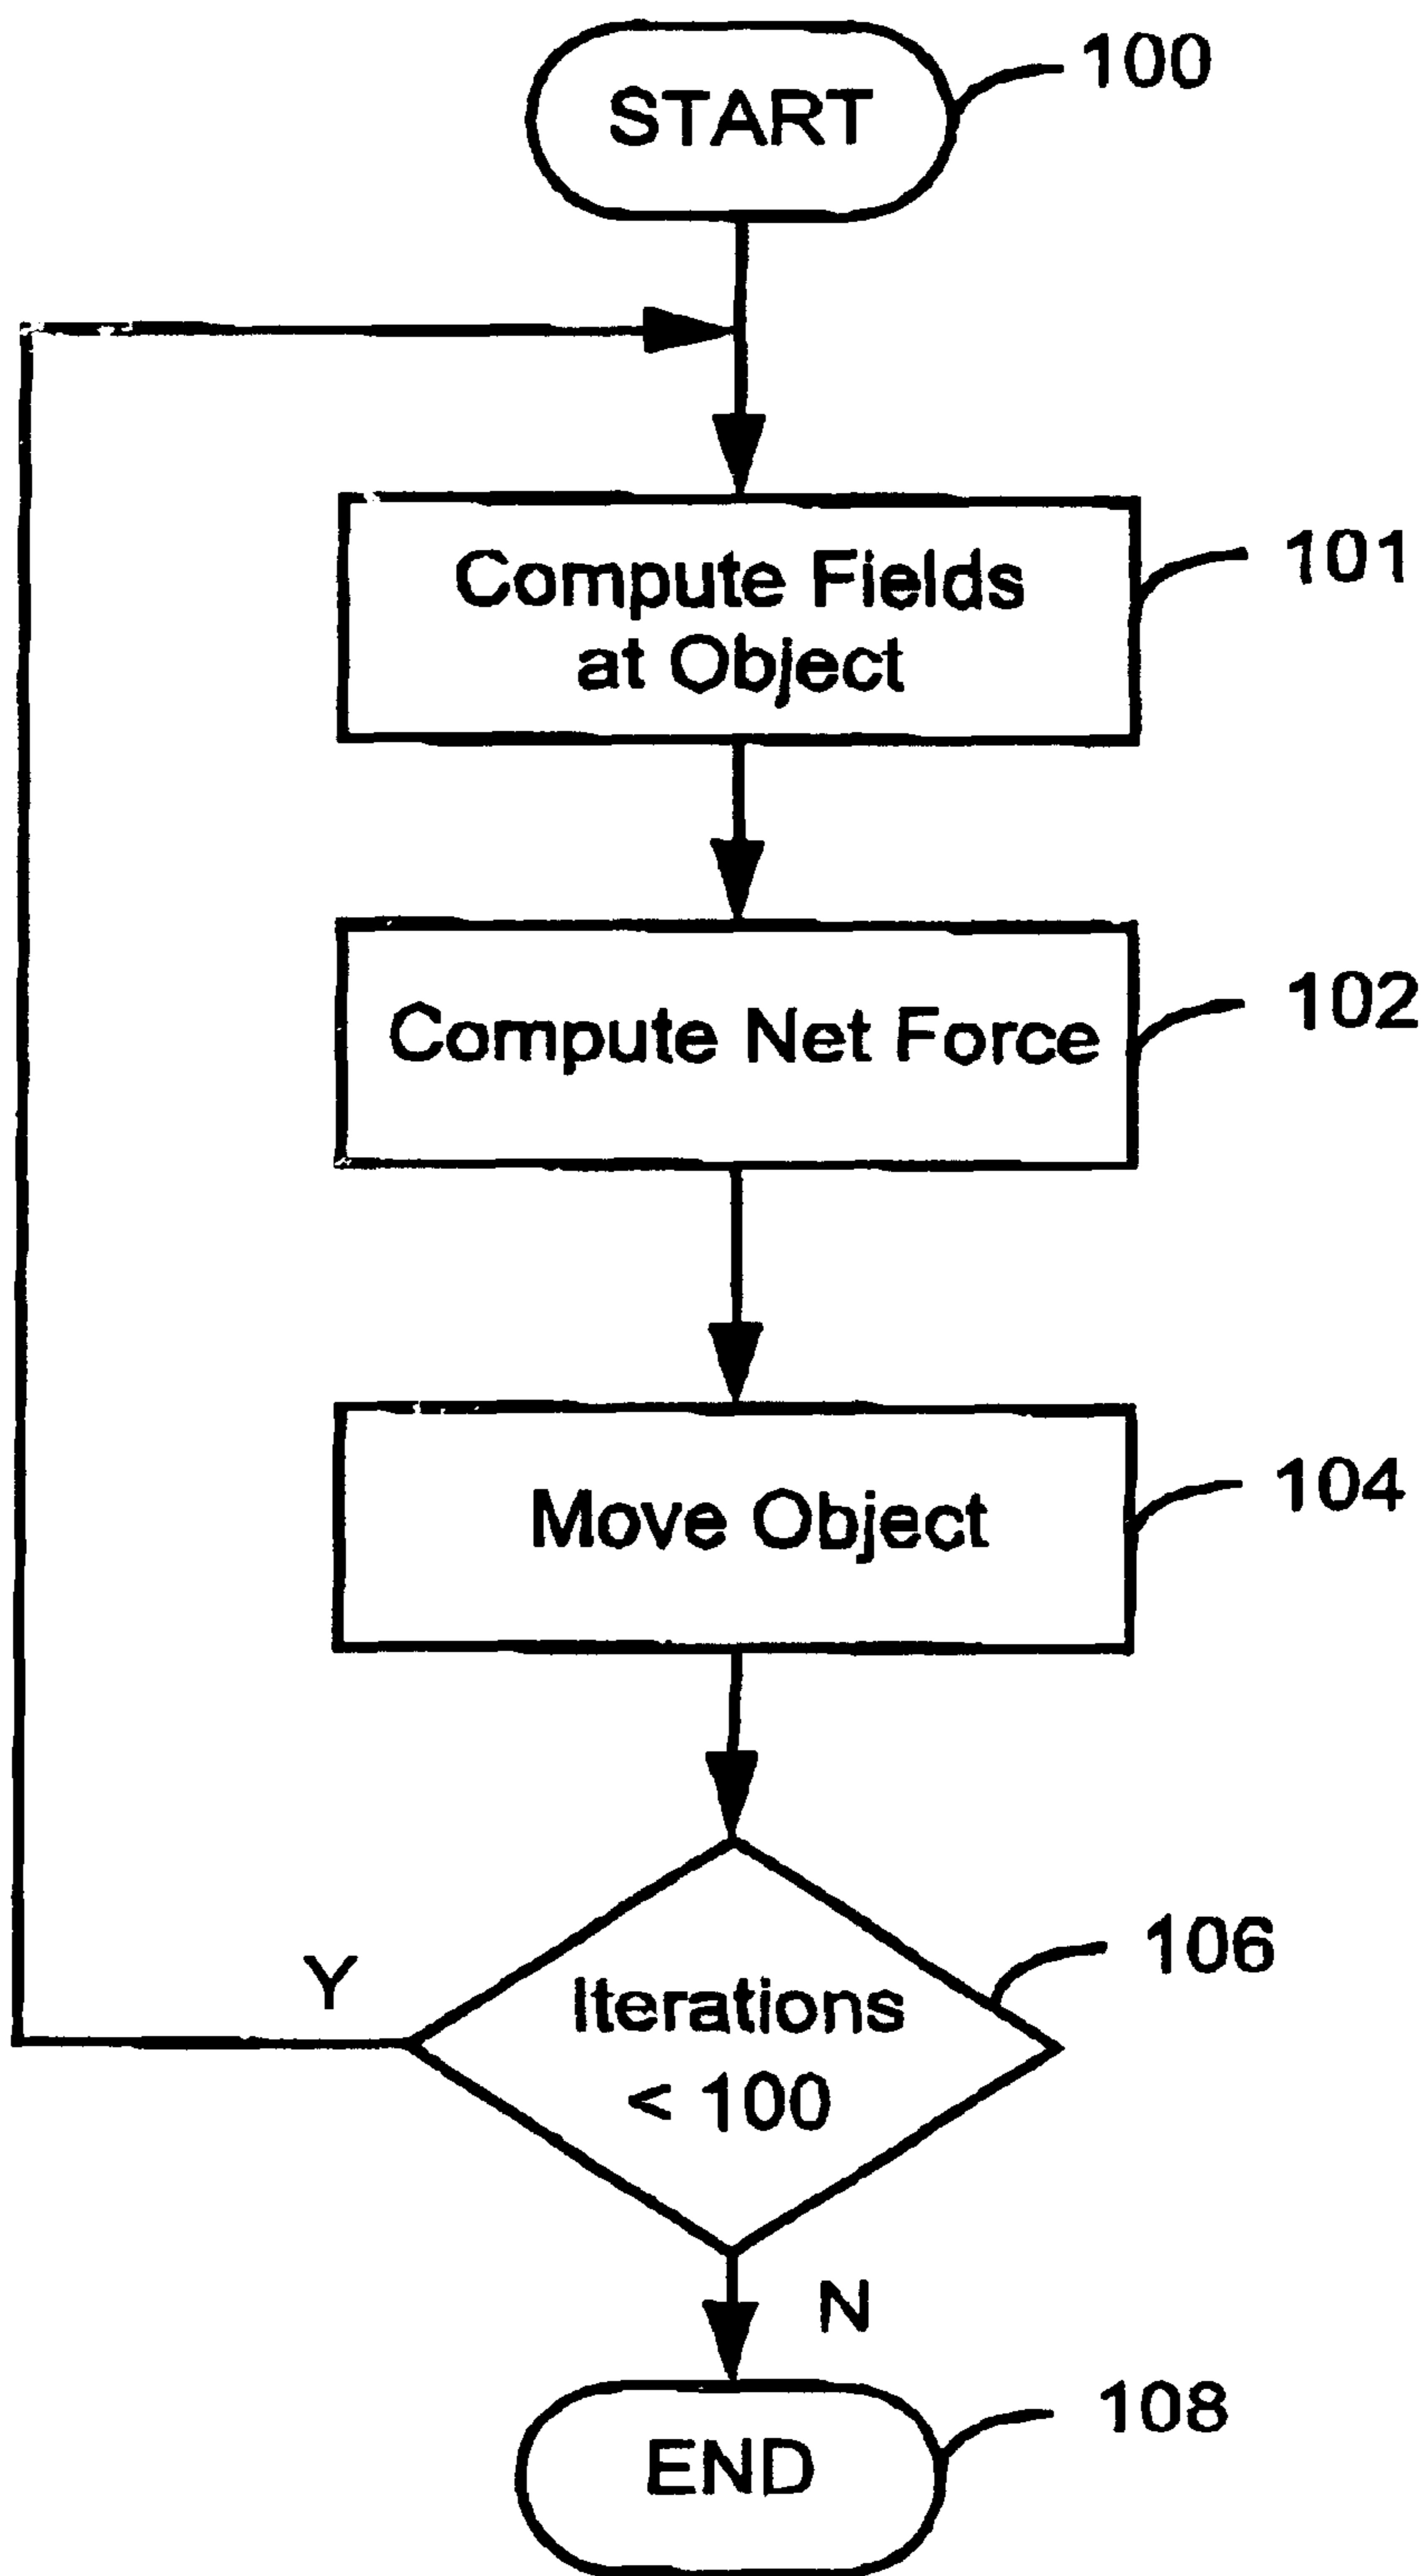 START
100
Compute Fields
at Object
101
Compute Net Force
102
Move Object
104
Iterations
< 100
106
Y
N
END
108